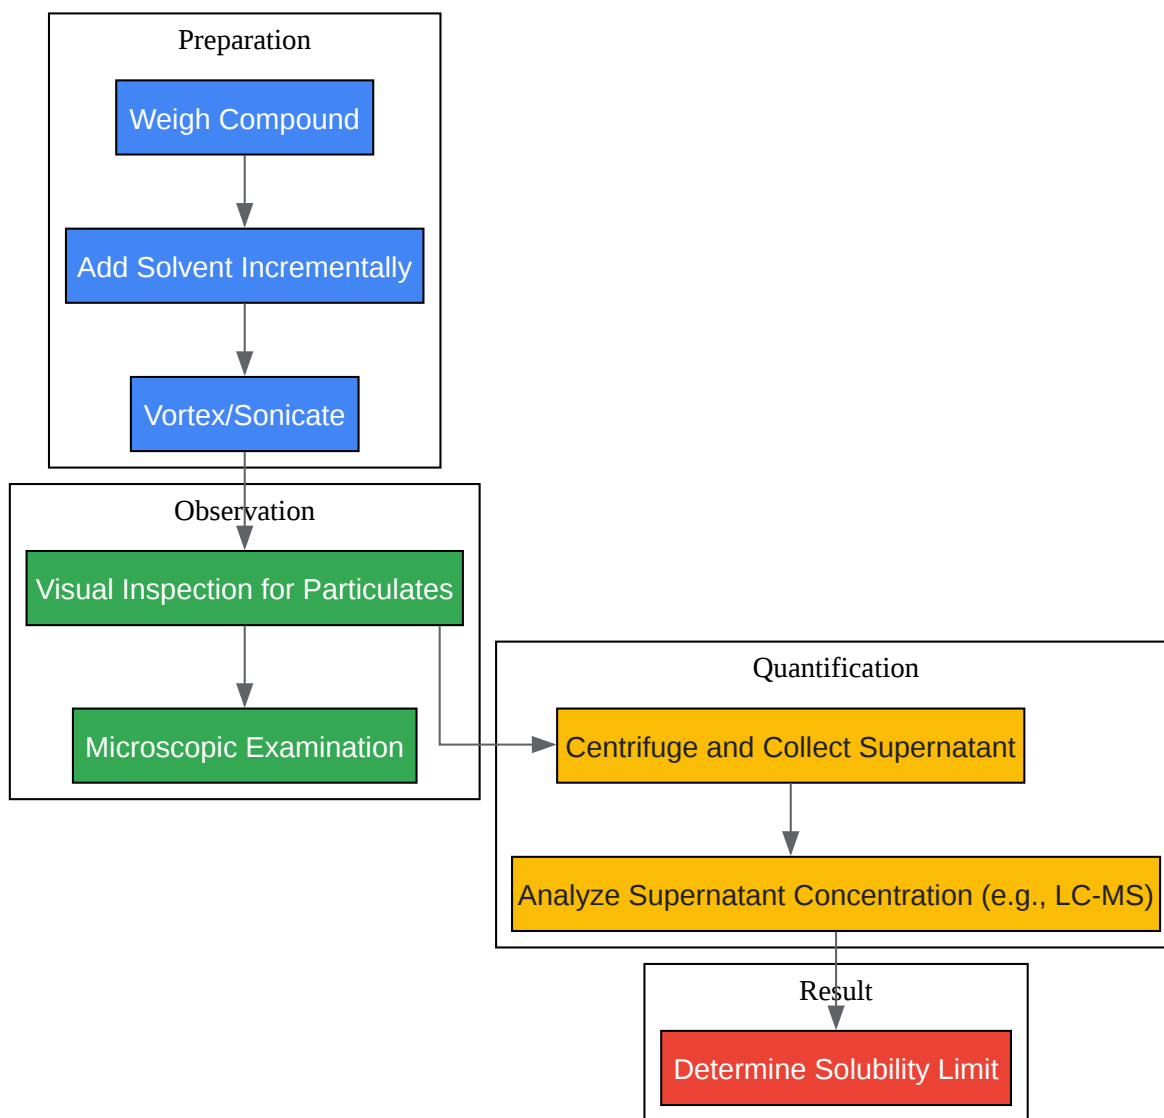 Preparation
Weigh Compound
Add Solvent Incrementally
Vortex/Sonicate
Observation
Visual Inspection for Particulates
Microscopic Examination
Quantification
Centrifuge and Collect Supernatant
Analyze Supernatant Concentration (e.g., LC-MS)
Result
Determine Solubility Limit